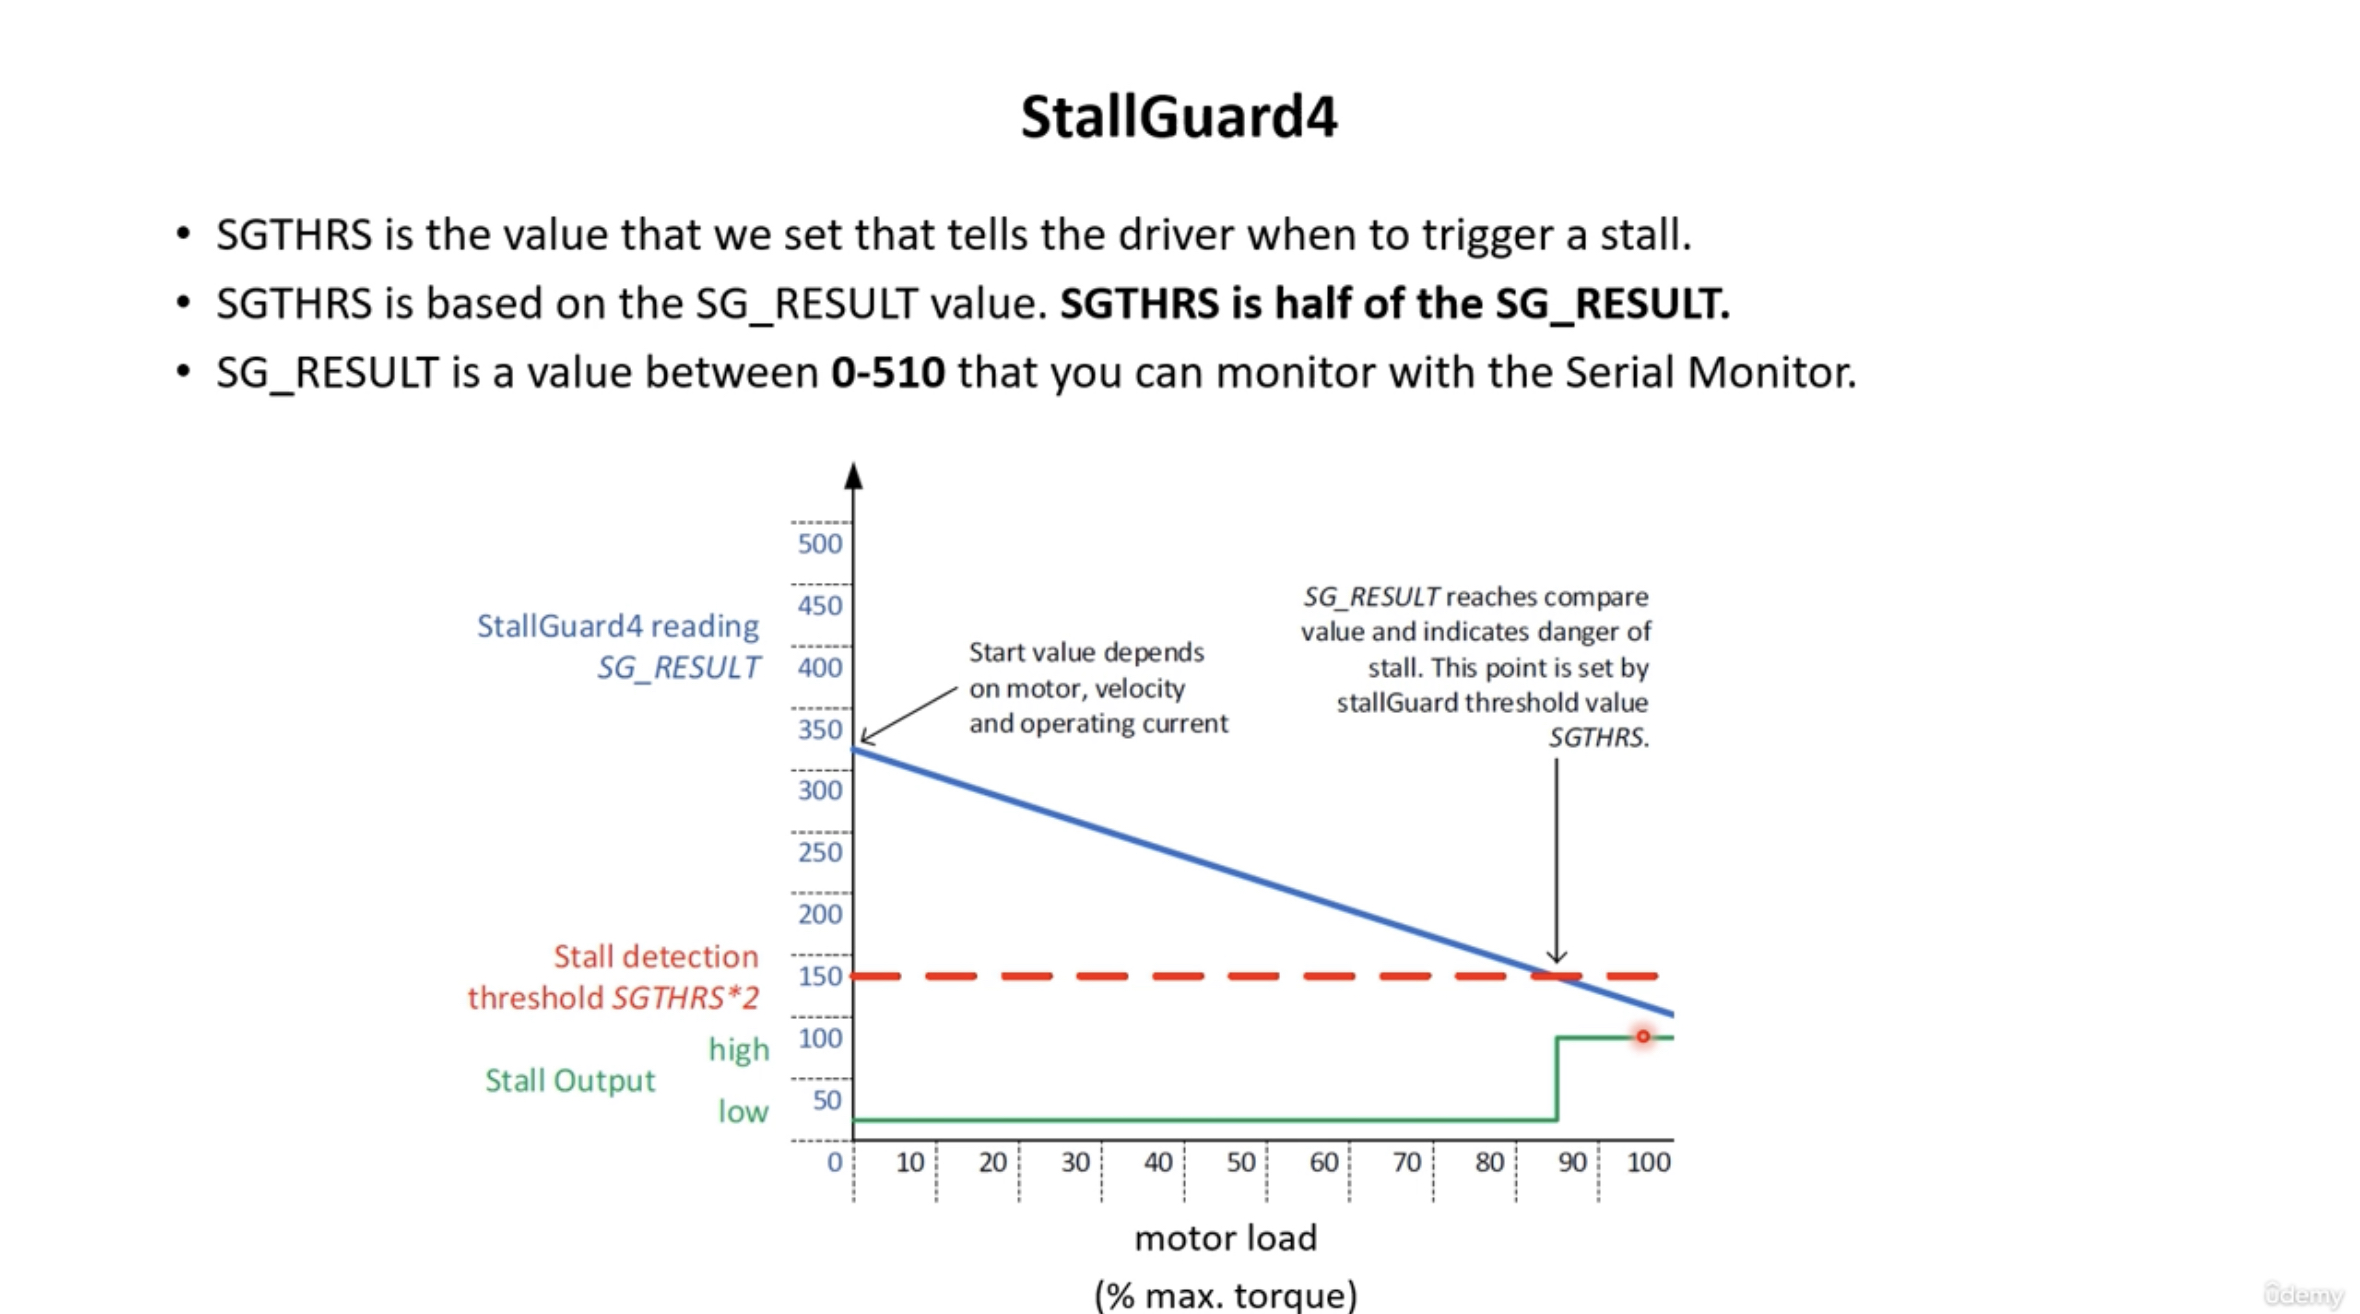 StallGuard4
• SGTHRS is the value that we set that tells the driver when to trigger a stall.
• SGTHRS is based on the SG_RESULT value. SGTHRS is half of the SG_RESULT.
• SG_RESULT is a value between 0-510 that you can monitor with the Serial Monitor.
500
450
400
350
300
250
200
150
100
50
0
StallGuard4 reading
SG_RESULT
Start value depends
on motor, velocity
and operating current
SG_RESULT reaches compare
value and indicates danger of
stall. This point is set by
stallGuard threshold value
SGTHRS.
Stall detection
threshold SGTHRS*2
high
Stall Output
low
10 20 30 40 50 60 70 80 90 100
motor load
(% max. torque)
ûdemy